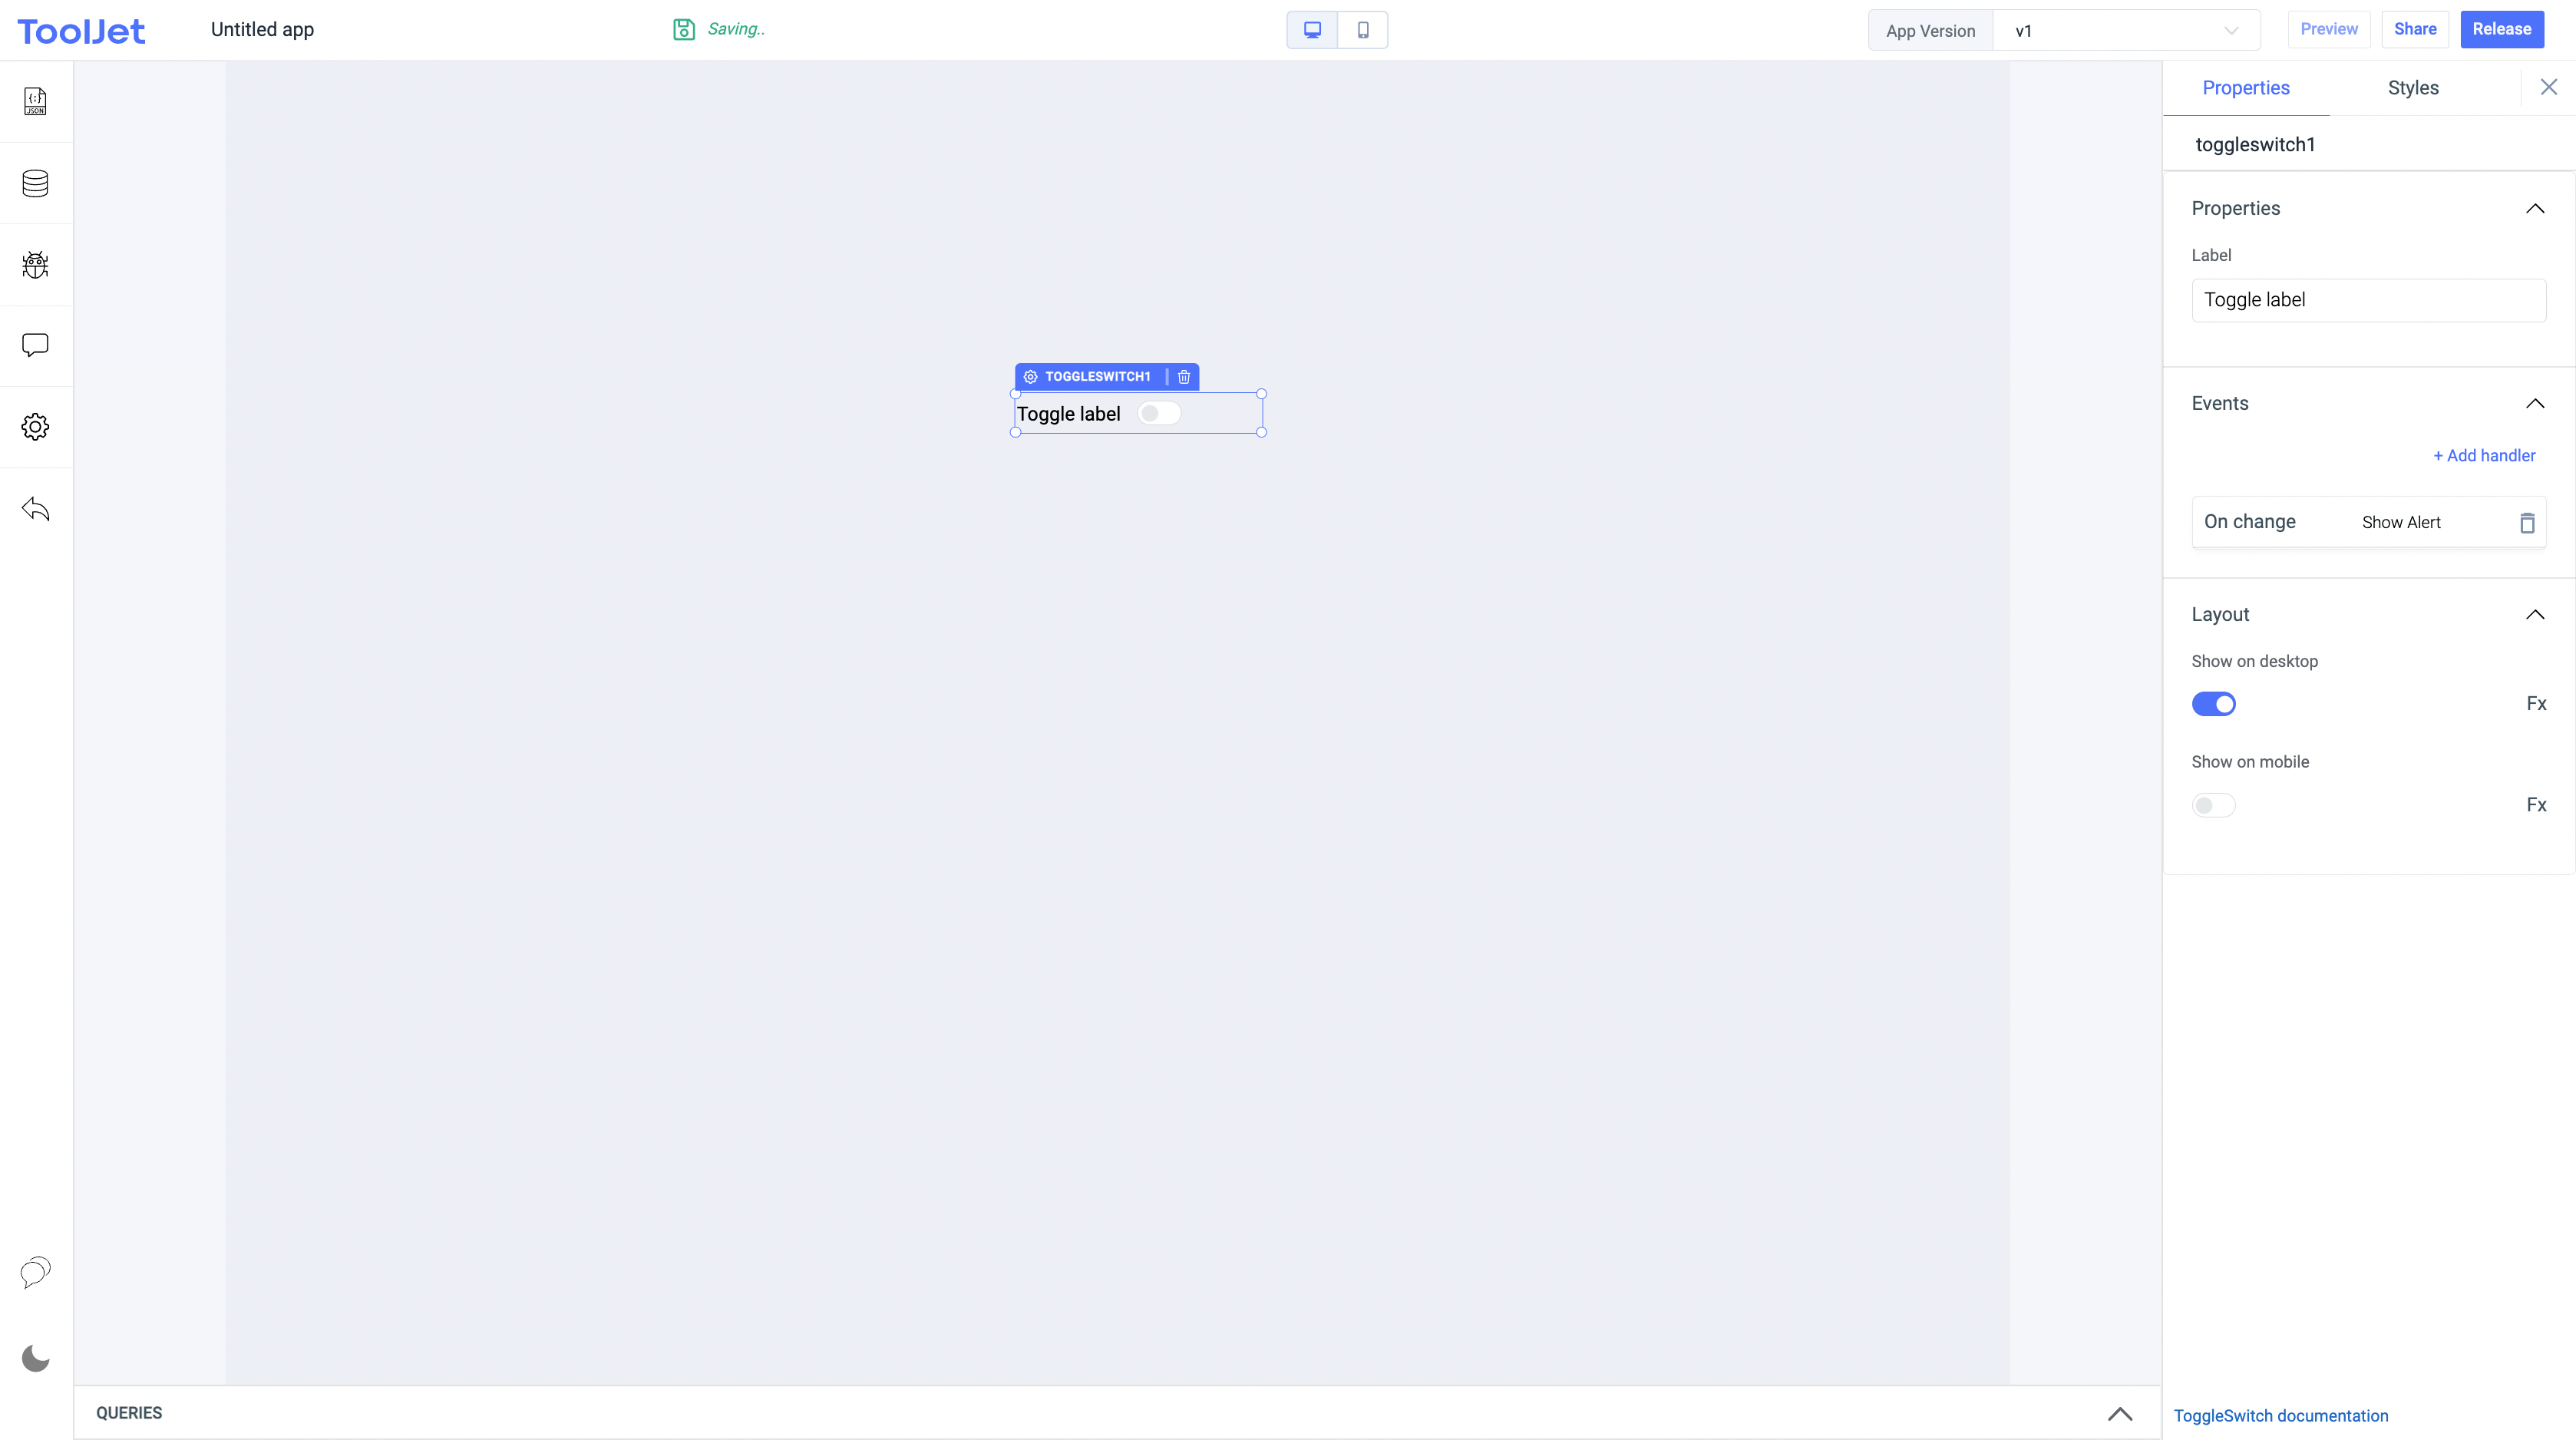 ToolJet
Untitled app
Saving..
App Version
v1
Preview
Share
Release
{;}
JSON
Properties
Styles
toggleswitch1
Properties
Label
Toggle label
TOGGLESWITCH1
Toggle label
Events
+ Add handler
On change
Show Alert
Layout
Show on desktop
Fx
Show on mobile
Fx
QUERIES
ToggleSwitch documentation